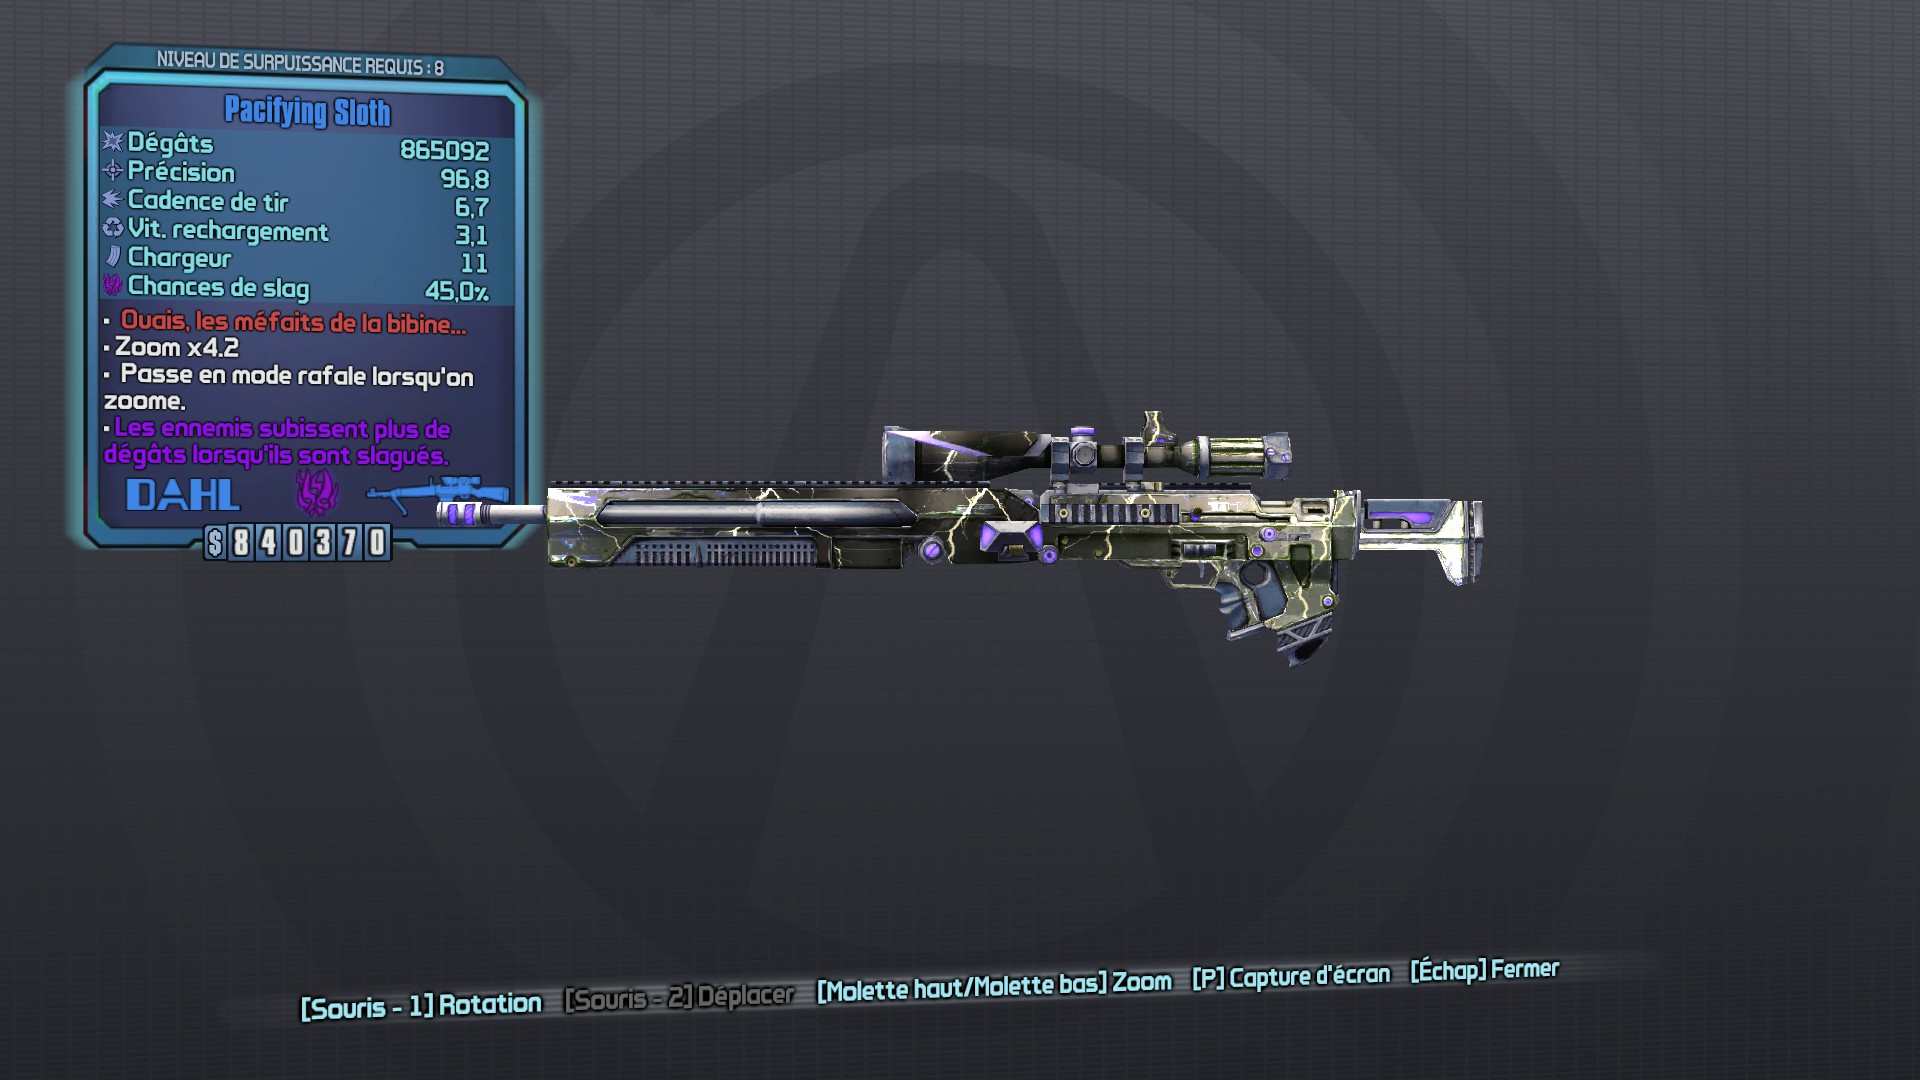 NIVEAU DE SURPUISSANCE REQUIS : 8
Pacifying Sloth
Dégâts 865092
Précision 96,8
Cadence de tir 6,7
Vit. rechargement 3,1
Chargeur 11
Chances de slag 45,0%
• Ouais, les méfaits de la bibine...
• Zoom x4.2
• Passe en mode rafale lorsqu'on
zoome.
• Les ennemis subissent plus de
dégâts lorsqu'ils sont slagués.
DAHL
$ 840370
[Souris - 1] Rotation [Souris - 2] Déplacer [Molette haut/Molette bas] Zoom [P] Capture d'écran [Échap] Fermer